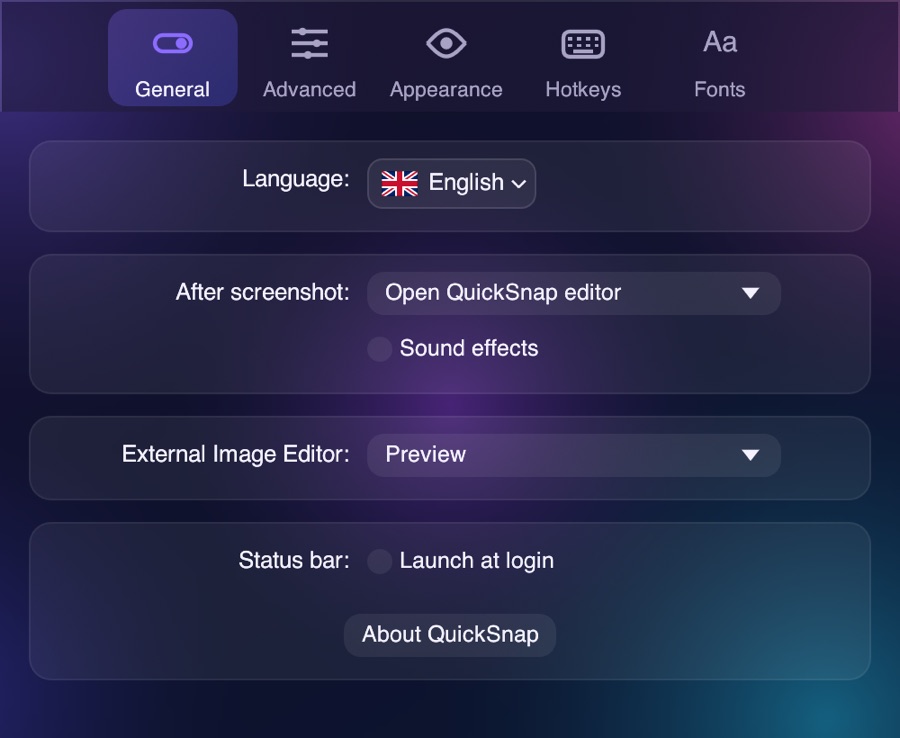 General
Advanced
Appearance
Hotkeys
Aa
Fonts
Language: English
After screenshot: Open QuickSnap editor
Sound effects
External Image Editor: Preview
Status bar: Launch at login
About QuickSnap